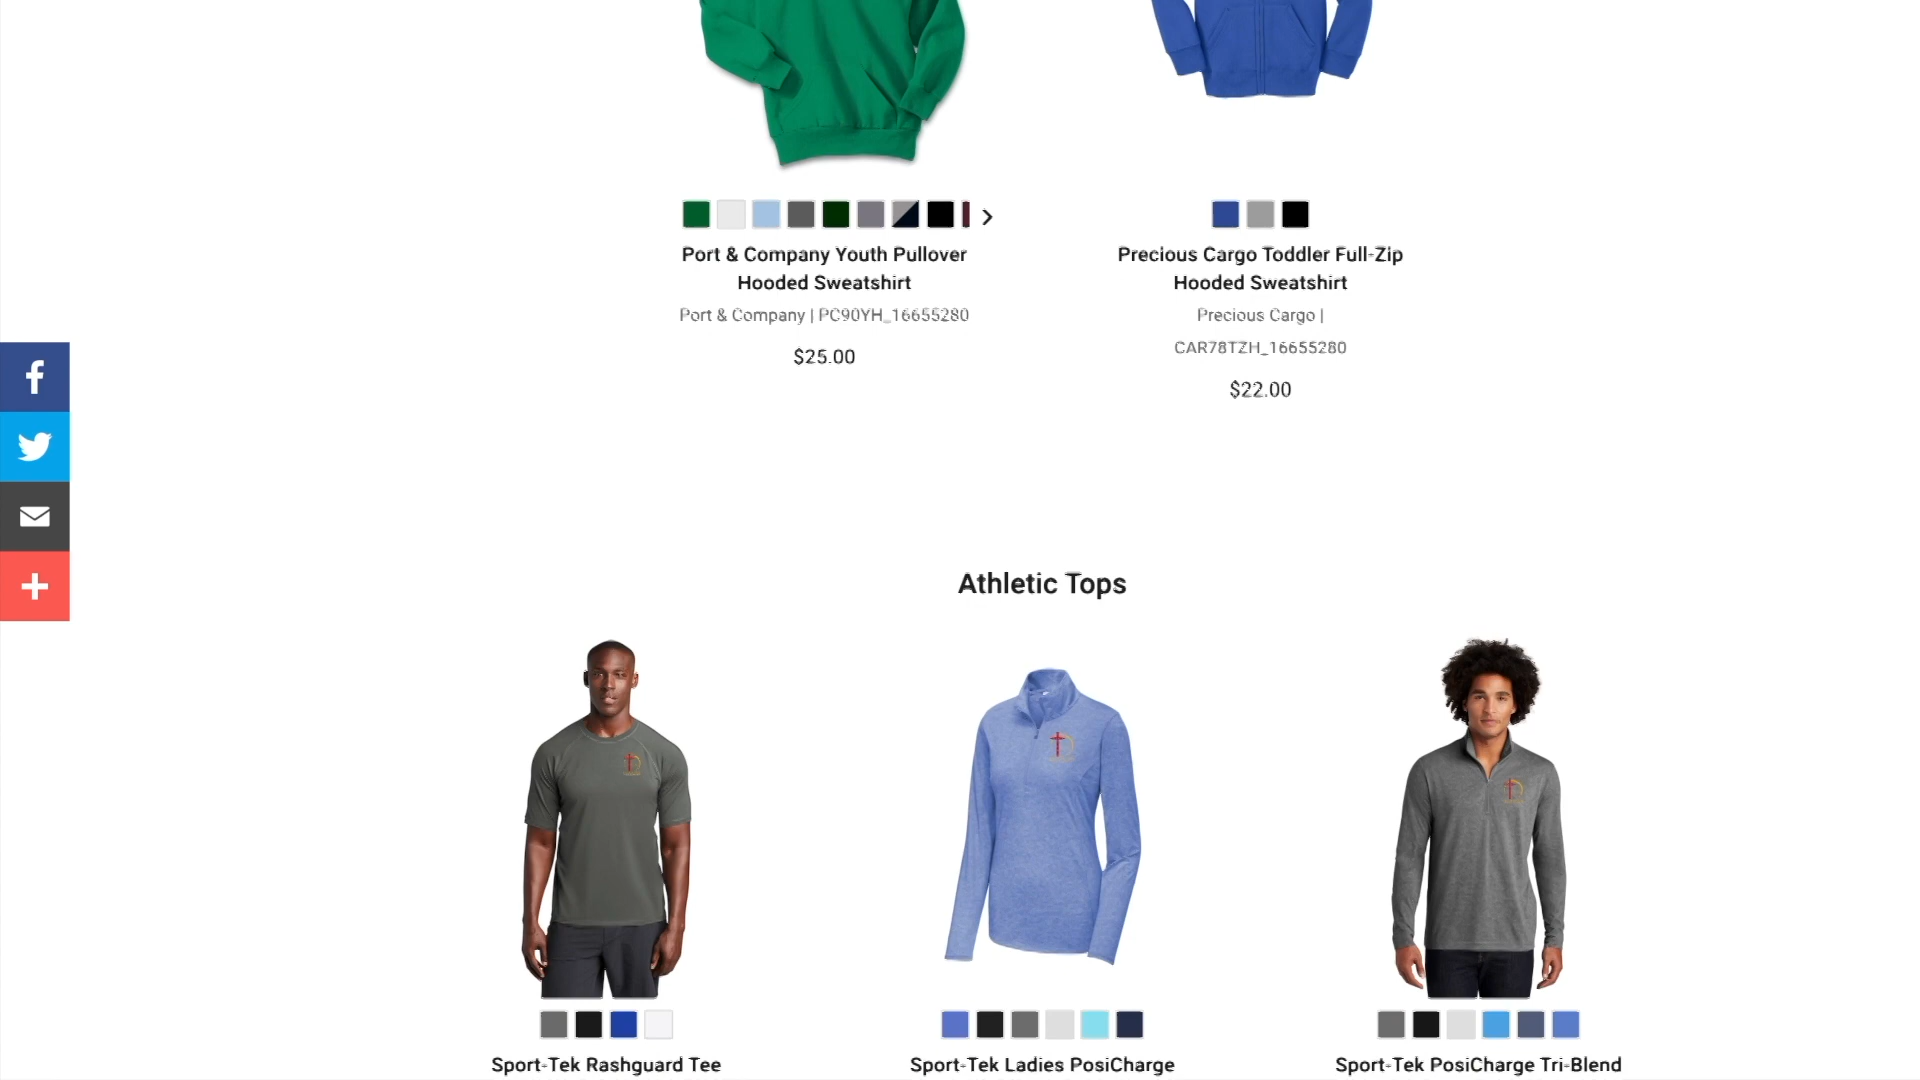 Port & Company Youth Pullover
Hooded Sweatshirt
Port & Company | PC90YH_16655280
$25.00
Precious Cargo Toddler Full-Zip
Hooded Sweatshirt
Precious Cargo |
CAR78TZH_16655280
$22.00
Athletic Tops
Sport-Tek Rashguard Tee
Sport-Tek Ladies PosiCharge
Sport-Tek PosiCharge Tri-Blend